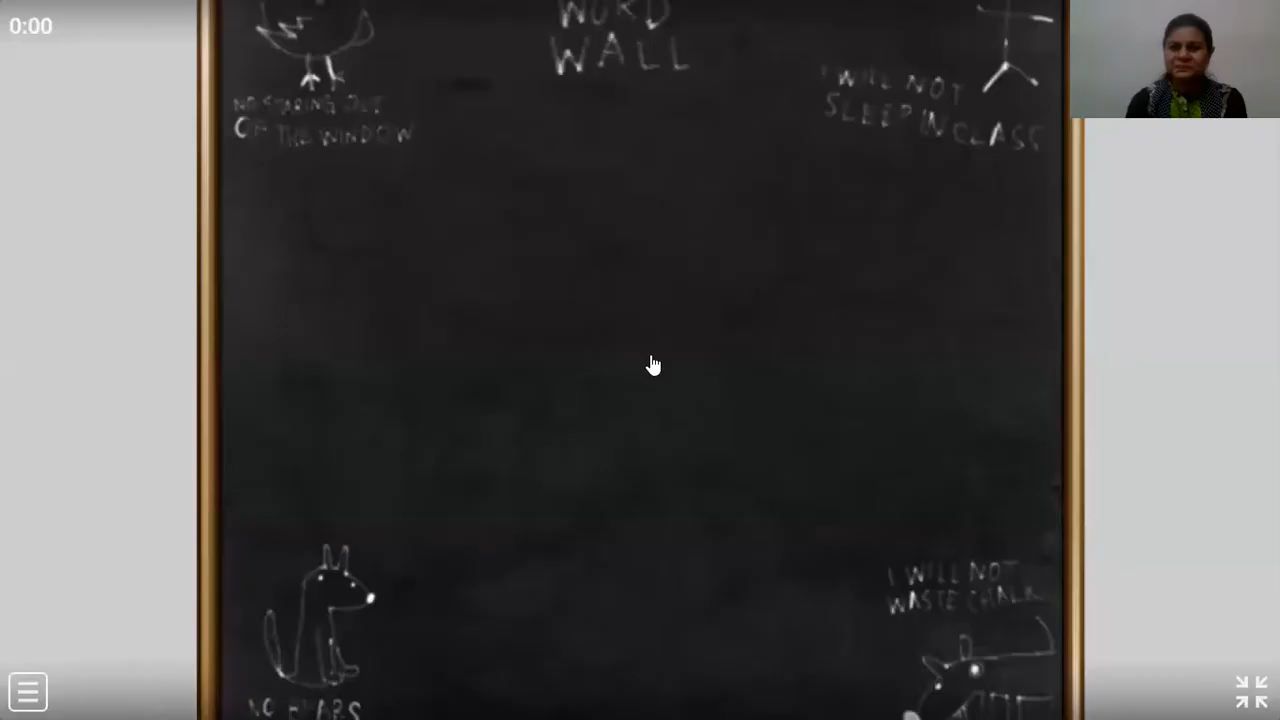 0:00
WORD
WALL
NO STARING OUT
OF THE WINDOW
I WILL NOT
SLEEP IN CLASS
I WILL NOT
WASTE CHALK
NO